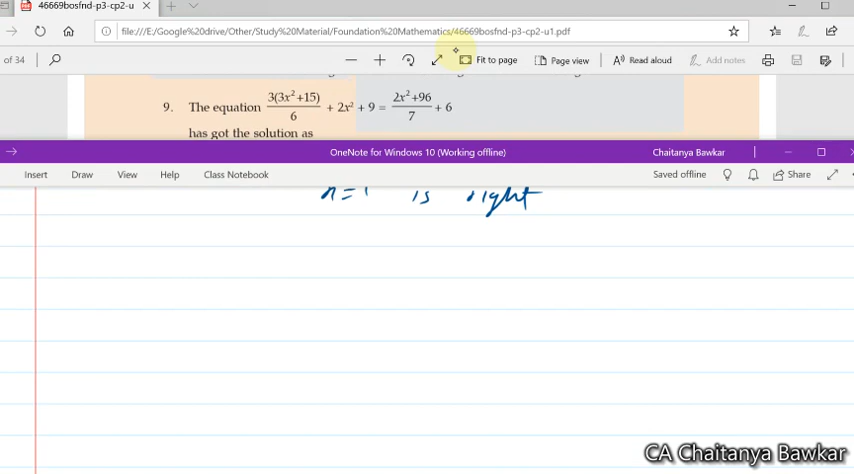 46669bosfnd-p3-cp2-u
file:///E:/Google%20drive/Other/Study%20Material/Foundation%20Mathematics/46669bosfnd-p3-cp2-u1.pdf
of 34
Fit to page
Page view
Read aloud
Add notes
9. The equation 3(3x²+15)/6 + 2x² + 9 = 2x²+96/7 + 6
has got the solution as
OneNote for Windows 10 (Working offline)
Chaitanya Bawkar
Insert Draw View Help Class Notebook
Saved offline
Share
is right
CA Chaitanya Bawkar